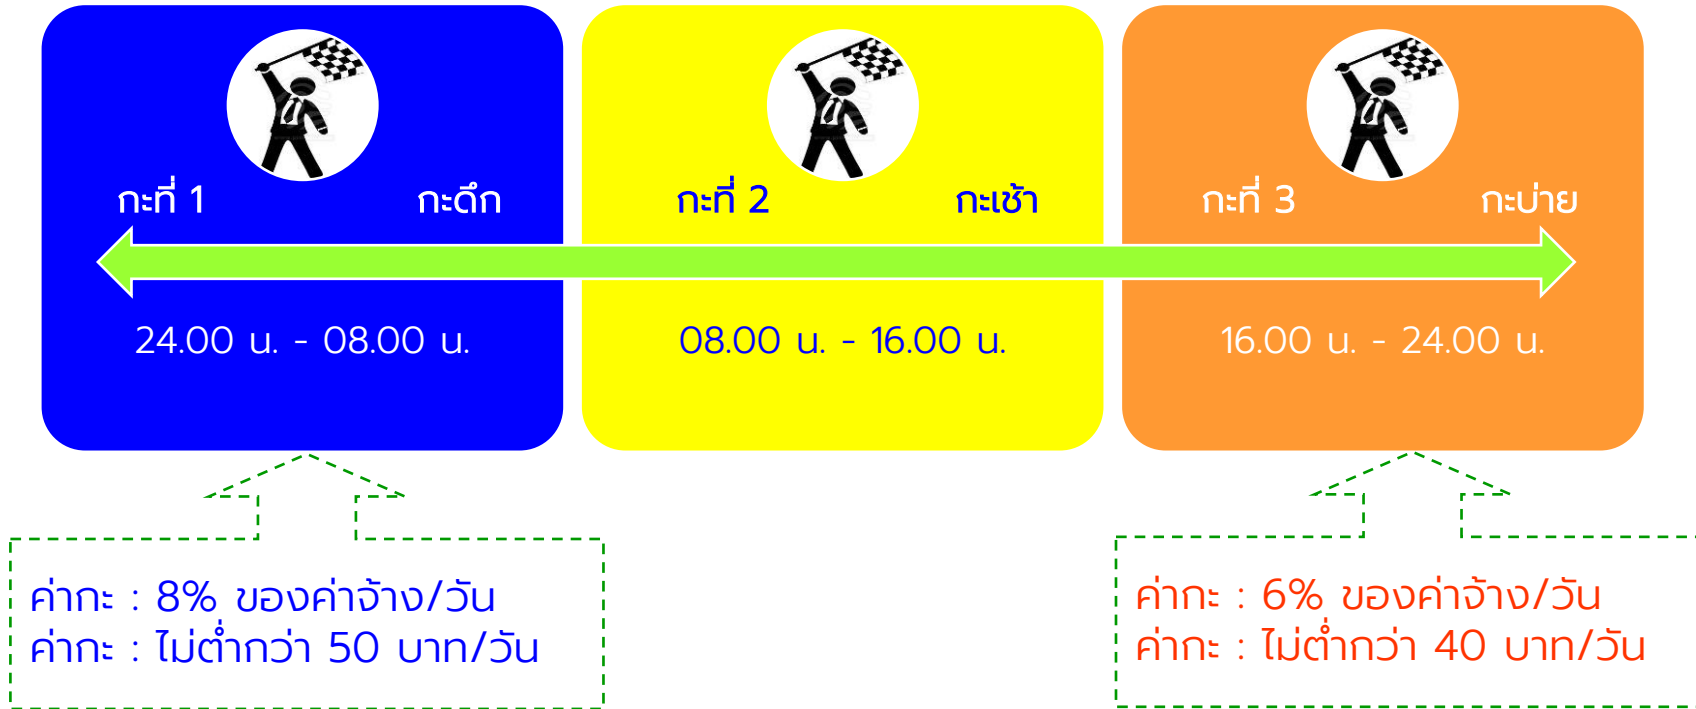 กะที่ 1 กะดึก
24.00 น. - 08.00 น.
กะที่ 2 กะเช้า
08.00 น. - 16.00 น.
กะที่ 3 กะบ่าย
16.00 น. - 24.00 น.
ค่ากะ : 8% ของค่าจ้าง/วัน
ค่ากะ : ไม่ต่ำกว่า 50 บาท/วัน
ค่ากะ : 6% ของค่าจ้าง/วัน
ค่ากะ : ไม่ต่ำกว่า 40 บาท/วัน